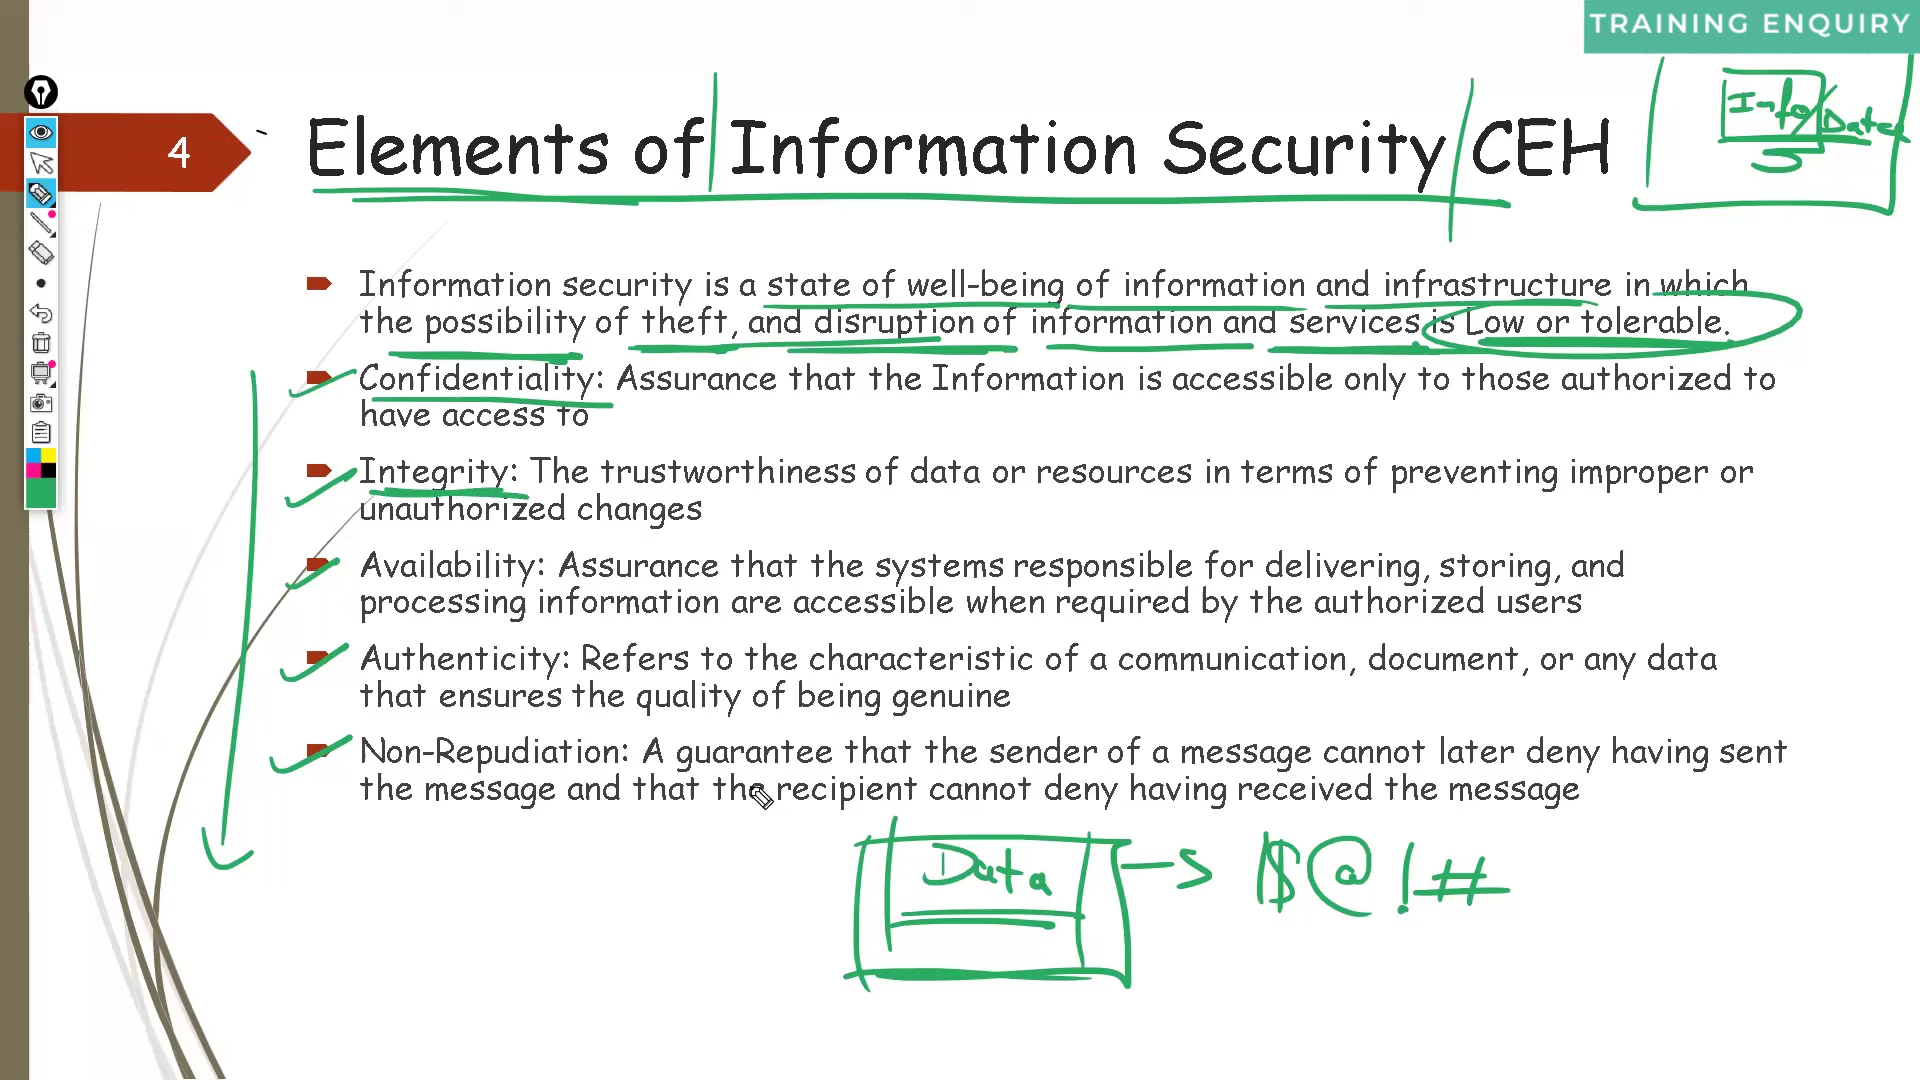 TRAINING ENQUIRY
4
Elements of Information Security CEH
Info/Data
Information security is a state of well-being of information and infrastructure in which
the possibility of theft, and disruption of information and services is Low or tolerable.
Confidentiality: Assurance that the Information is accessible only to those authorized to
have access to
Integrity: The trustworthiness of data or resources in terms of preventing improper or
unauthorized changes
Availability: Assurance that the systems responsible for delivering, storing, and
processing information are accessible when required by the authorized users
Authenticity: Refers to the characteristic of a communication, document, or any data
that ensures the quality of being genuine
Non-Repudiation: A guarantee that the sender of a message cannot later deny having sent
the message and that the recipient cannot deny having received the message
Data → $@!#